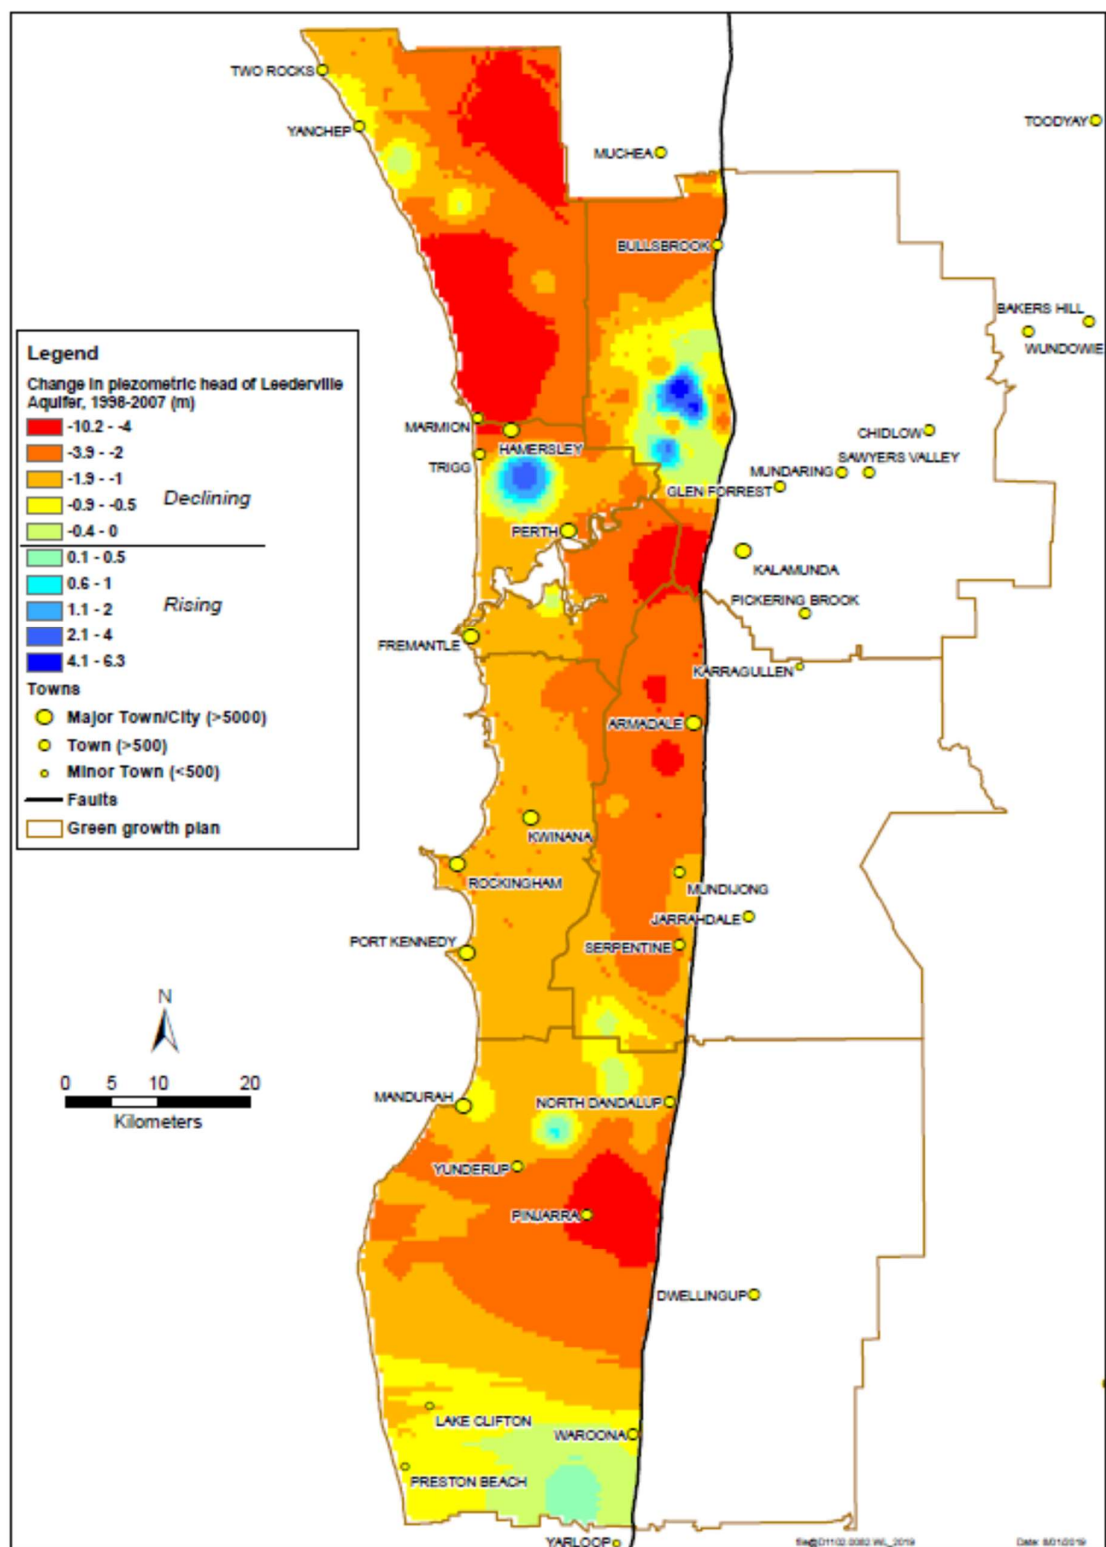 TWO ROCKS
TOODYAY
YANCHEP
MUCHEA
BULLSBROOK
BAKERS HILL
WUNDOWIE
Legend
Change in piezometric head of Leederville
Aquifer, 1998-2007 (m)
-10.2 - -4
-3.9 - -2
-1.9 - -1
-0.9 - -0.5
-0.4 - 0
Declining
0.1 - 0.5
0.6 - 1
1.1 - 2
2.1 - 4
4.1 - 6.3
Rising
Towns
Major Town/City (>5000)
Town (>500)
Minor Town (<500)
Faults
Green growth plan
MARMION
HAMERSLEY
TRIGG
CHIDLOW
SAWYERS VALLEY
MUNDARING
GLEN FORREST
PERTH
KALAMUNDA
PICKERING BROOK
FREMANTLE
KARRAGULLEN
ARMADALE
KWINANA
ROCKINGHAM
MUNDIJONG
JARRAHDALE
PORT KENNEDY
SERPENTINE
N
0 5 10 20
Kilometers
MANDURAH
NORTH DANDALUP
YUNDERUP
PINJARRA
DWELLINGUP
LAKE CLIFTON
WAROONA
PRESTON BEACH
YARLOOP
Date: 8/01/2019